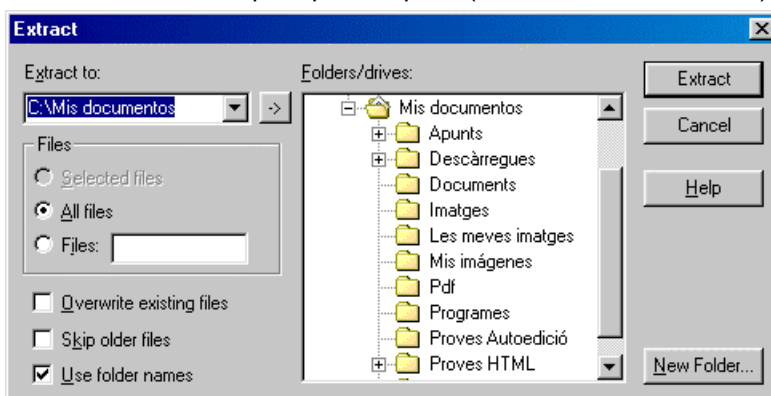 Extract
Extract to:
C:\Mis documentos
->
Files
Selected files
All files
Files:
Overwrite existing files
Skip older files
Use folder names
Folders/drives:
Mis documentos
Apunts
Descàrregues
Documents
Imatges
Les meves imatges
Mis imágenes
Pdf
Programes
Proves Autoedició
Proves HTML
Extract
Cancel
Help
New Folder...